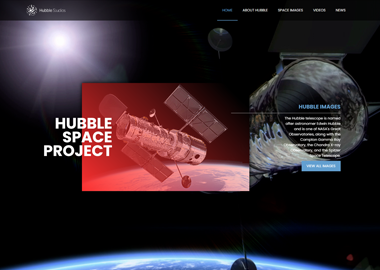 Hubble Studios
HOME
ABOUT HUBBLE
SPACE IMAGES
VIDEOS
NEWS
HUBBLE
SPACE
PROJECT
HUBBLE IMAGES
The Hubble telescope is named
after astronomer Edwin Hubble
and is one of NASA's Great
Observatories, along with the
Compton Gamma Ray
Observatory, the Chandra X-ray
Observatory, and the Spitzer
Space Telescope.
VIEW ALL IMAGES